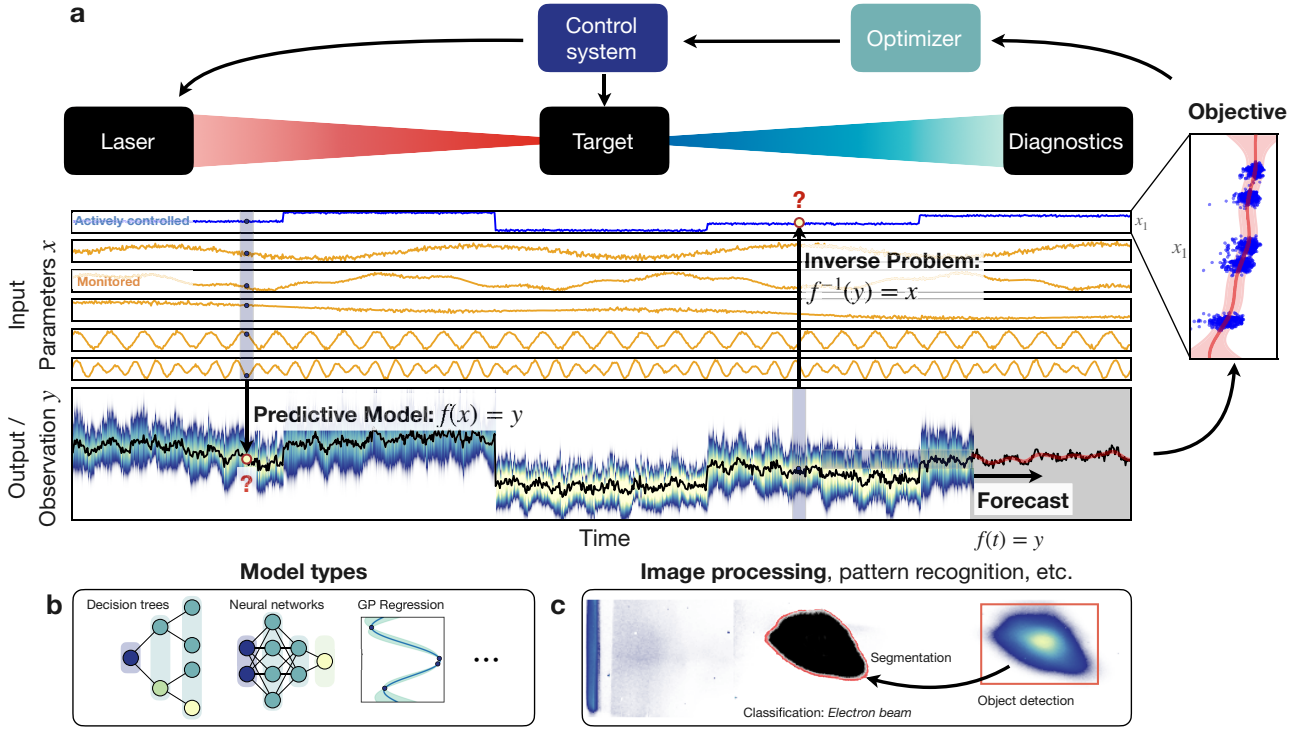 a
Control
system
Optimizer
Laser
Target
Diagnostics
Objective
Input
Parameters x
Actively controlled
?
x₁
x₁
Monitored
Inverse Problem:
f⁻¹(y) = x
Output /
Observation y
Predictive Model: f(x) = y
?
Forecast
Time
f(t) = y
Model types
b
Decision trees
Neural networks
GP Regression
...
Image processing, pattern recognition, etc.
c
Segmentation
Object detection
Classification: Electron beam